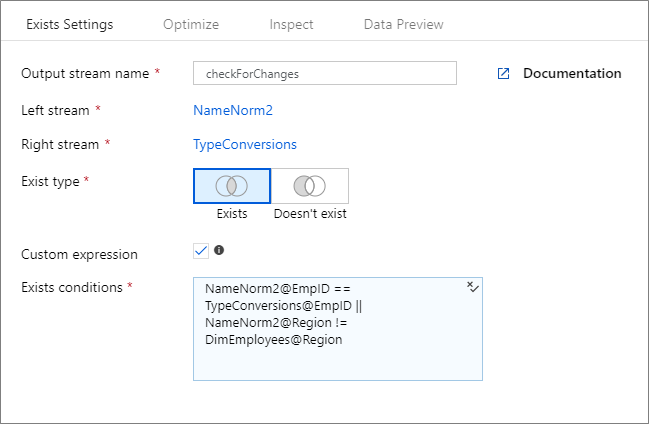 Exists Settings Optimize Inspect Data Preview
Output stream name * checkForChanges Documentation
Left stream * NameNorm2
Right stream * TypeConversions
Exist type *
Exists Doesn't exist
Custom expression
Exists conditions * NameNorm2@EmpID ==
TypeConversions@EmpID ||
NameNorm2@Region !=
DimEmployees@Region